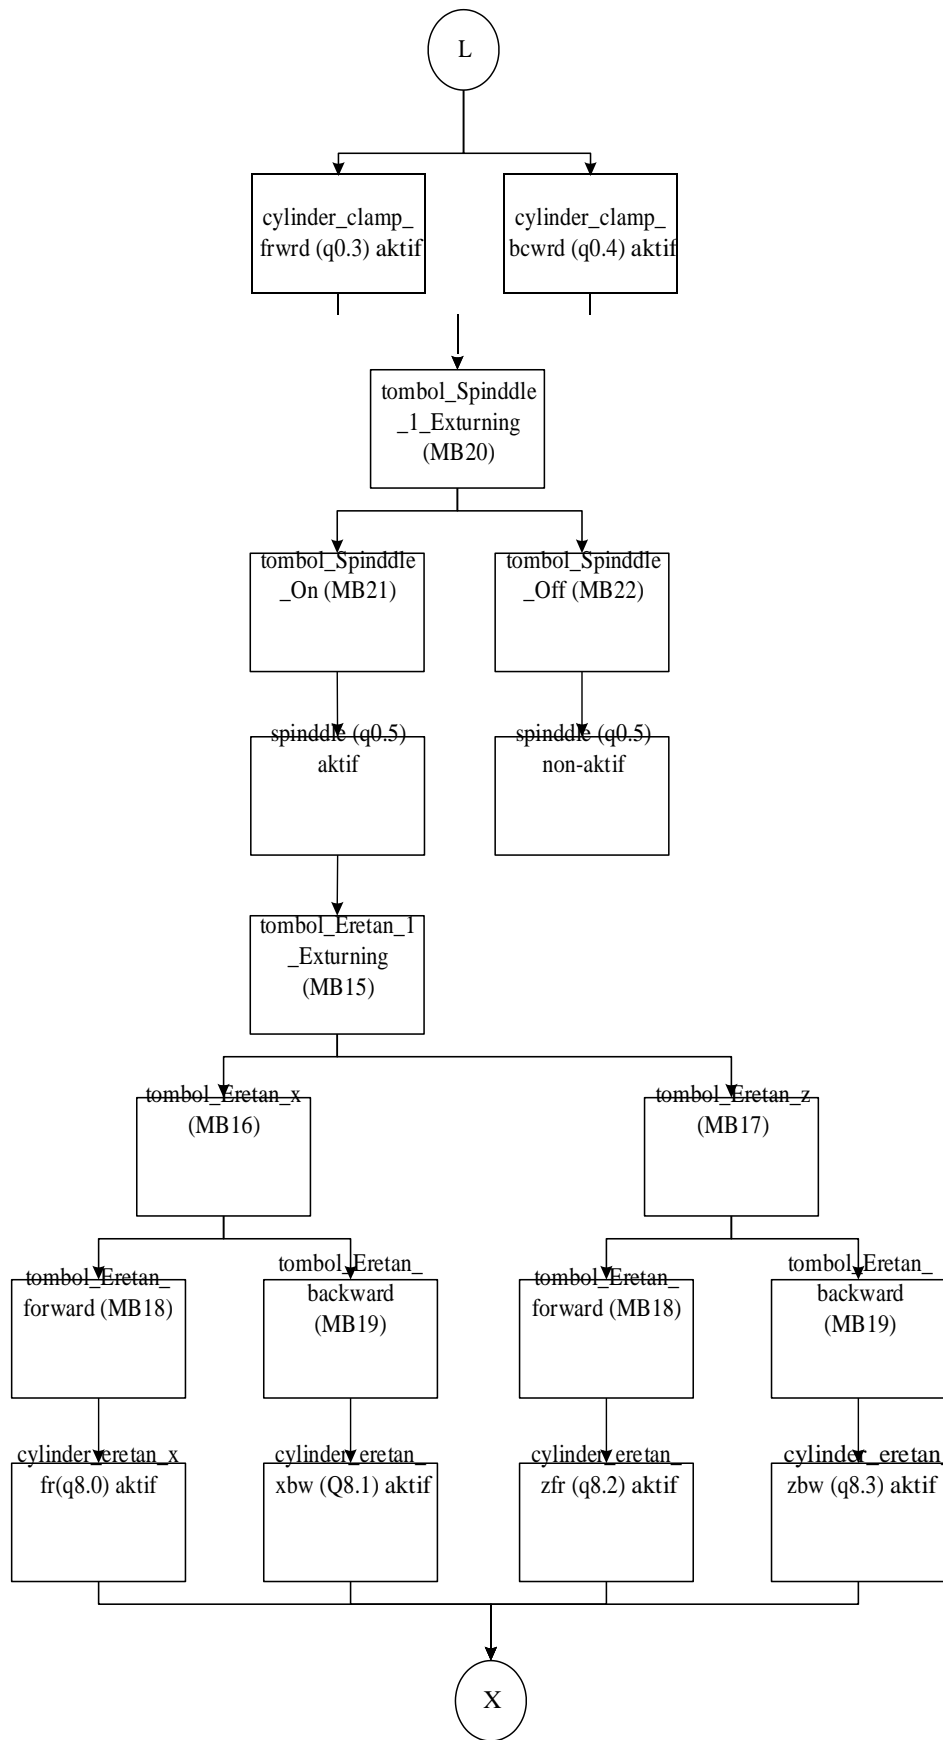 L
cylinder_clamp_
frwrd (q0.3) aktif
cylinder_clamp_
bcwrd (q0.4) aktif
tombol_Spinddle
_1_Exturning
(MB20)
tombol_Spinddle
_On (MB21)
tombol_Spinddle
_Off (MB22)
spinddle (q0.5)
aktif
spinddle (q0.5)
non-aktif
tombol_Eretan_1
_Exturning
(MB15)
tombol_Eretan_x
(MB16)
tombol_Eretan_z
(MB17)
tombol_Eretan_
forward (MB18)
tombol_Eretan_
backward
(MB19)
tombol_Eretan_
forward (MB18)
tombol_Eretan_
backward
(MB19)
cylinder_eretan_x
fr(q8.0) aktif
cylinder_eretan_
xbw (Q8.1) aktif
cylinder_eretan_
zfr (q8.2) aktif
cylinder_eretan_
zbw (q8.3) aktif
X